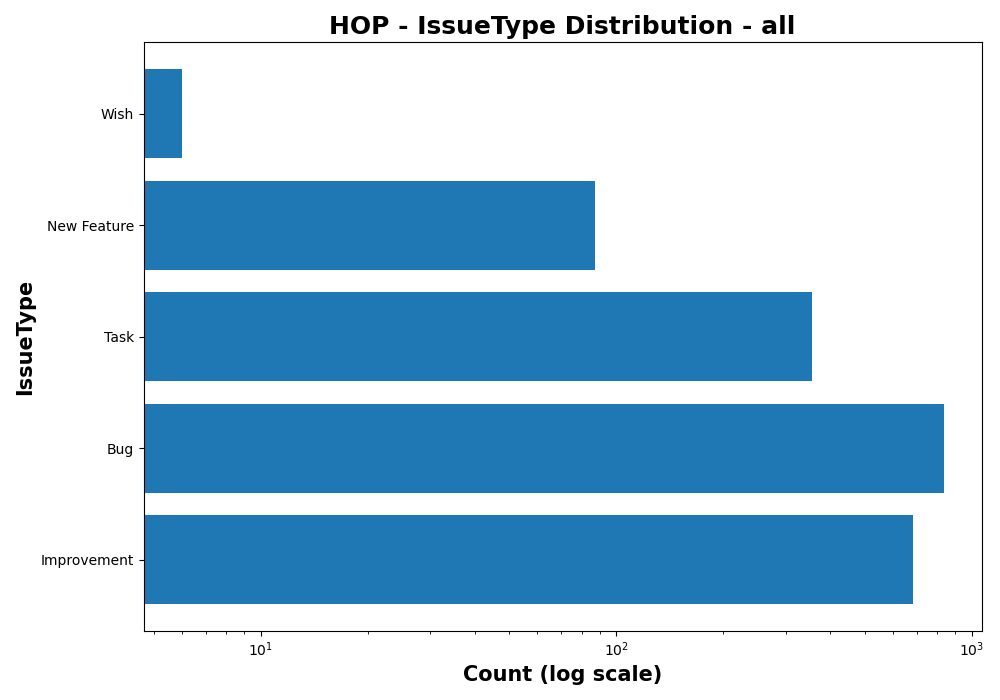 HOP - IssueType Distribution - all
IssueType
Wish
New Feature
Task
Bug
Improvement
10¹
10²
10³
Count (log scale)